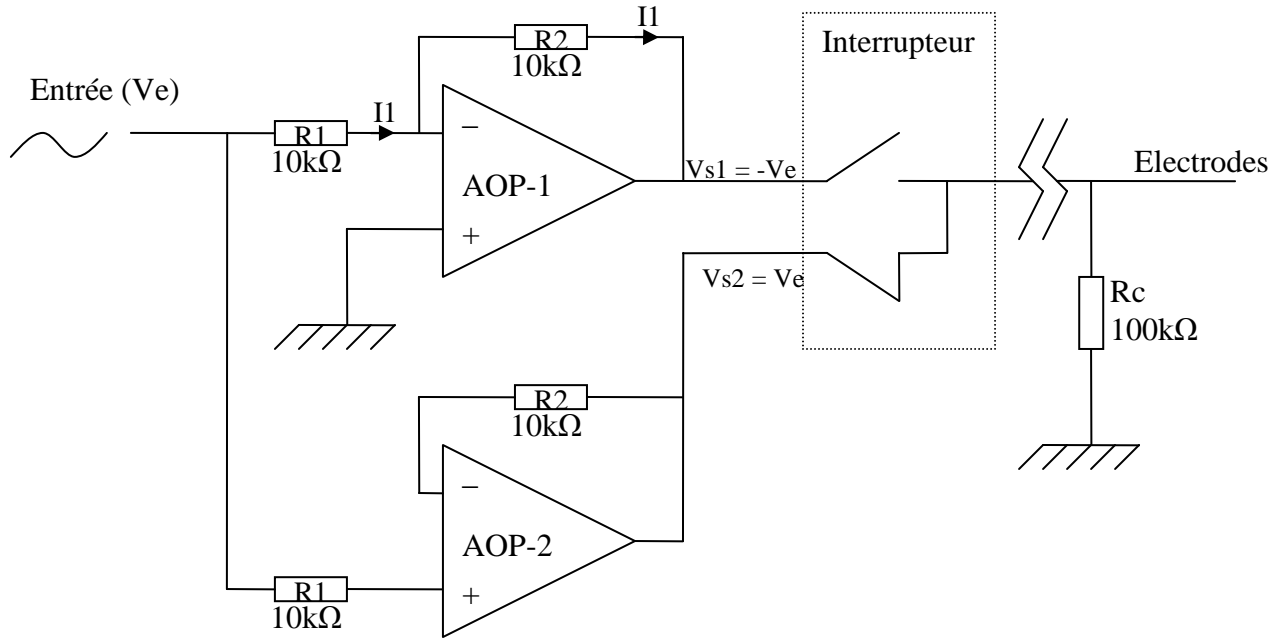 I1
R2
10kΩ
Interrupteur
Entrée (Ve)
I1
R1
10kΩ
−
AOP-1
+
Vs1 = -Ve
Electrodes
Vs2 = Ve
Rc
100kΩ
R2
10kΩ
−
AOP-2
R1
10kΩ
+